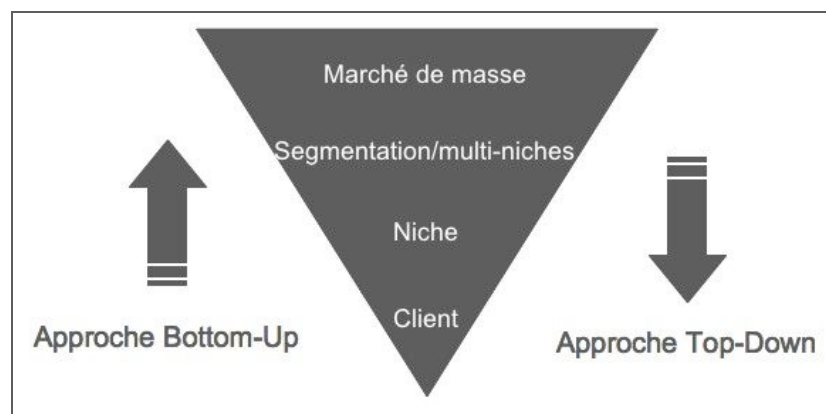 Marché de masse
Segmentation/multi-niches
Niche
Client
Approche Bottom-Up
Approche Top-Down